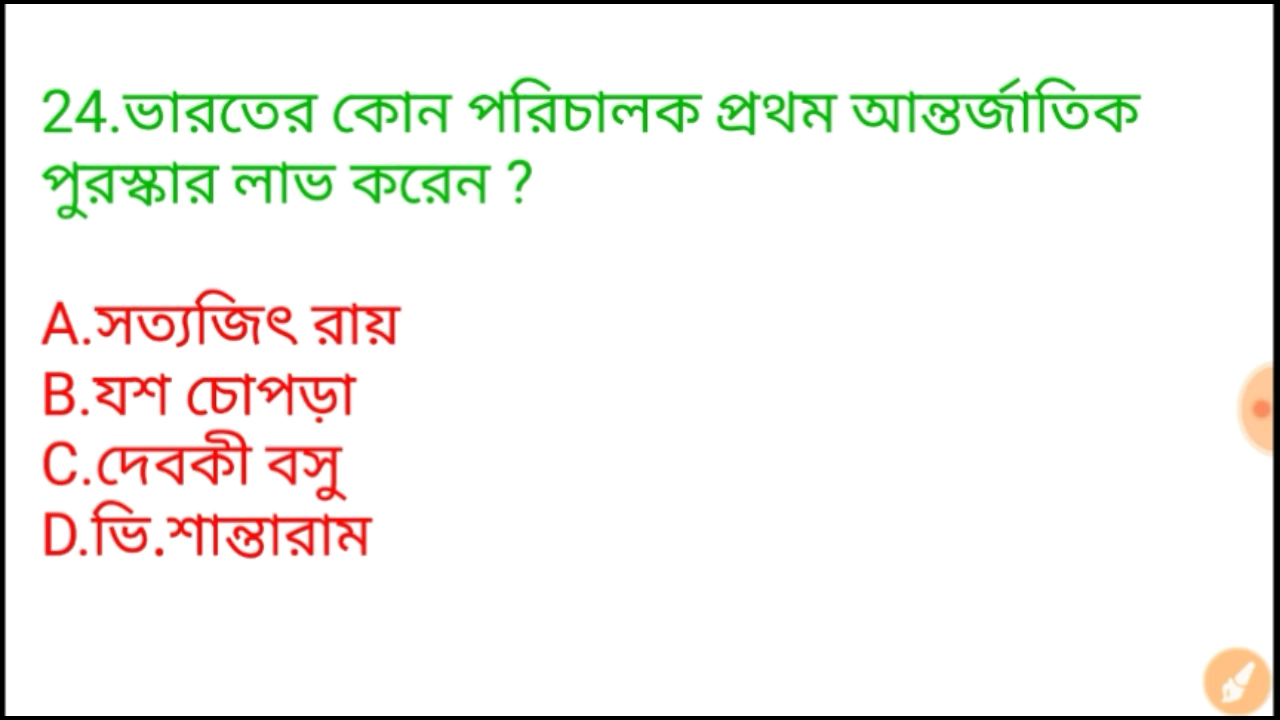 24.ভারতের কোন পরিচালক প্রথম আন্তর্জাতিক
পুরস্কার লাভ করেন ?
A.সত্যজিৎ রায়
B.যশ চোপড়া
C.দেবকী বসু
D.ভি.শান্তারাম